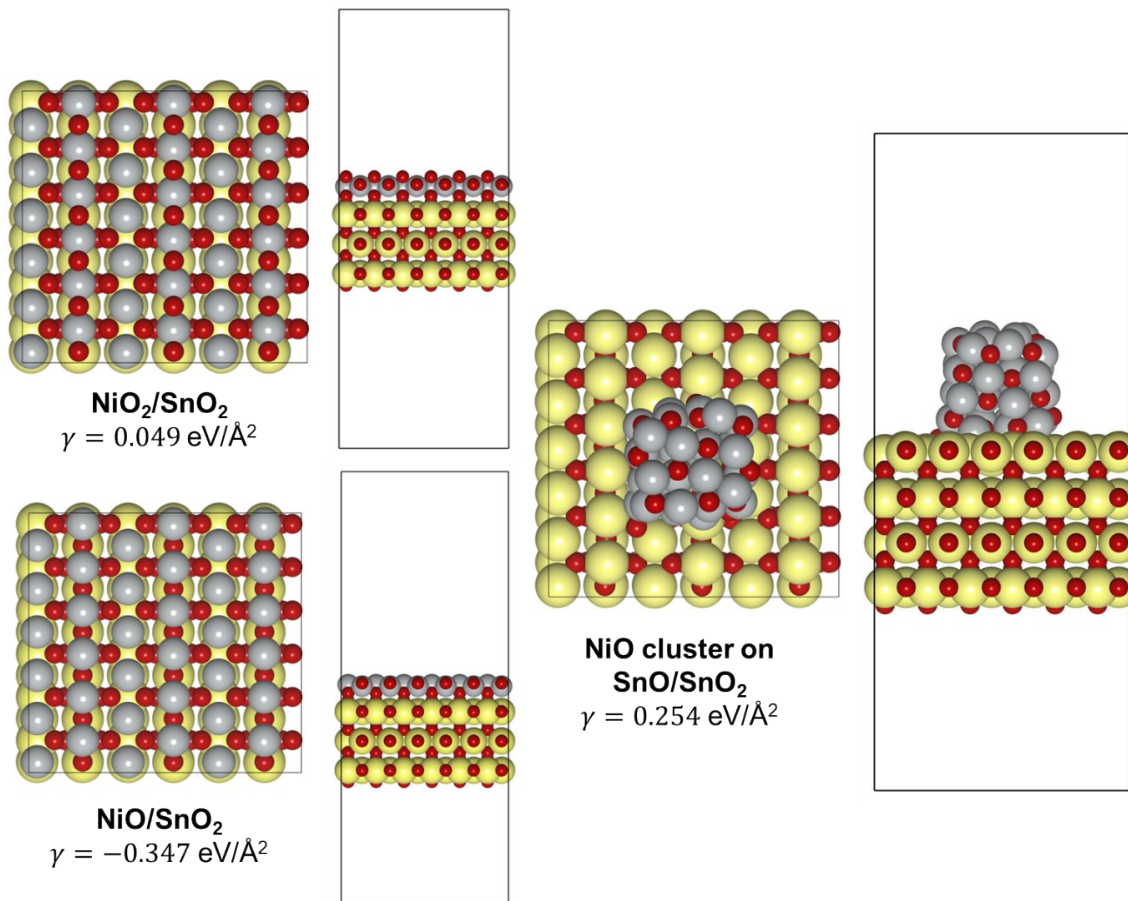 NiO₂/SnO₂
γ = 0.049 eV/Å²
NiO/SnO₂
γ = −0.347 eV/Å²
NiO cluster on
SnO/SnO₂
γ = 0.254 eV/Å²